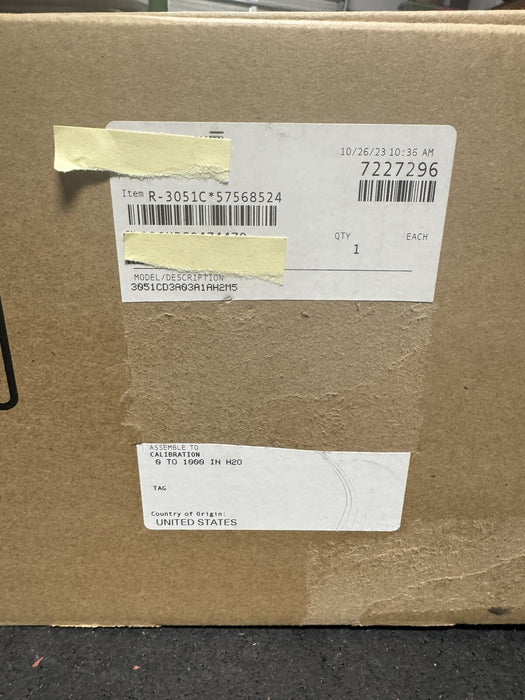 10/26/23 10:36 AM
7227296
Item R-3051C*57568524
QTY EACH
1
MODEL/DESCRIPTION
3051CD3A03A1AH2M5
ASSEMBLE TO
CALIBRATION
0 TO 1000 IN H2O
TAG
Country of Origin:
UNITED STATES